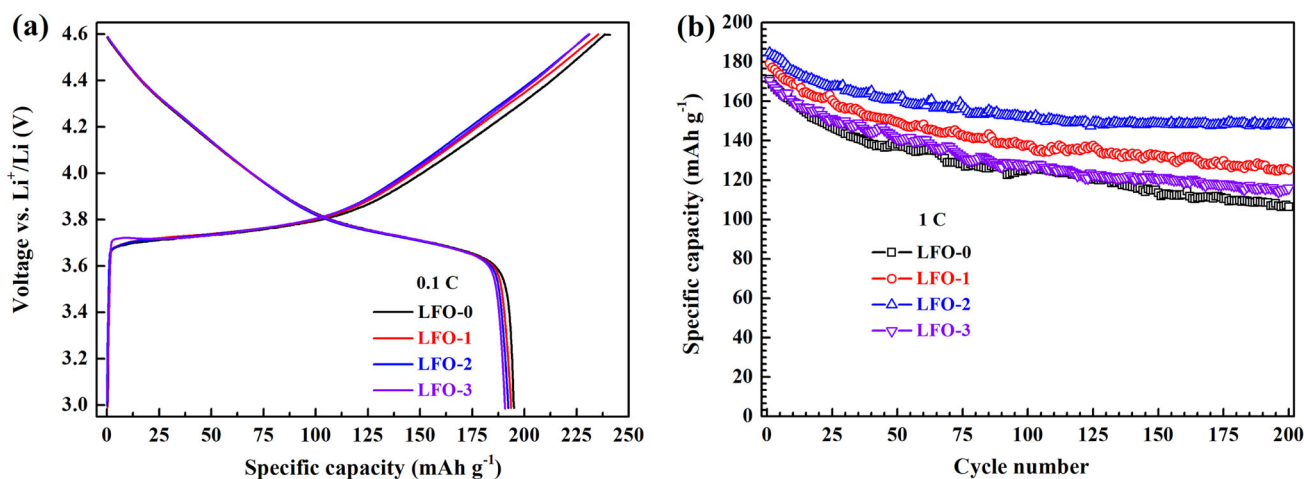 (a)
Voltage vs. Li⁺/Li (V)
4.6
4.4
4.2
4.0
3.8
3.6
3.4
3.2
3.0
0.1 C
LFO-0
LFO-1
LFO-2
LFO-3
0 25 50 75 100 125 150 175 200 225 250
Specific capacity (mAh g⁻¹)
(b)
Specific capacity (mAh g⁻¹)
200
180
160
140
120
100
80
60
40
20
0
1 C
LFO-0
LFO-1
LFO-2
LFO-3
0 25 50 75 100 125 150 175 200
Cycle number